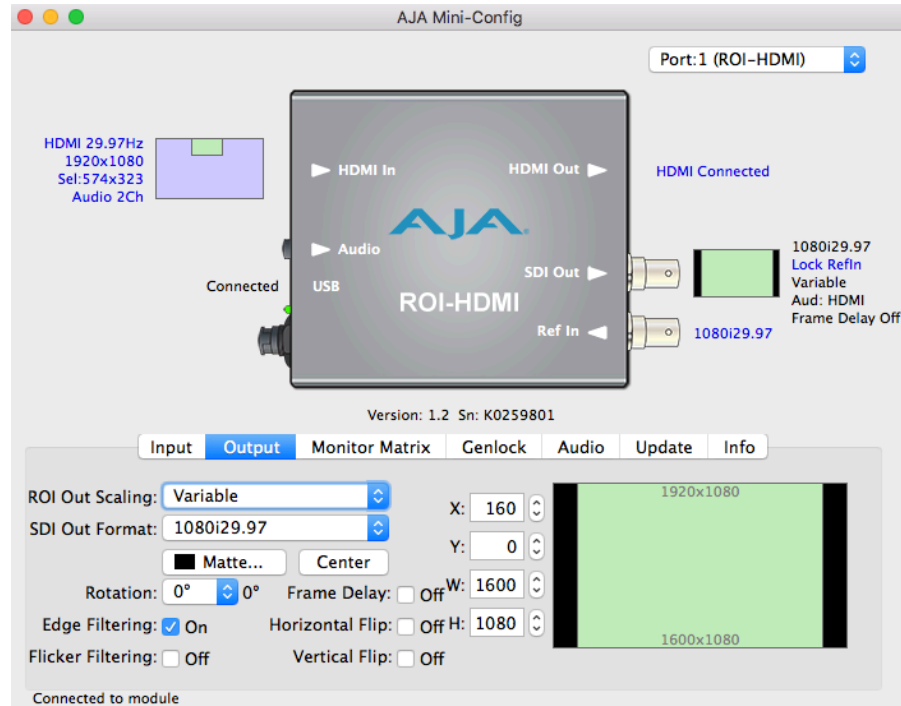 AJA Mini-Config
Port:1 (ROI-HDMI)
HDMI 29.97Hz
1920x1080
Sel:574x323
Audio 2Ch
HDMI In
HDMI Out
HDMI Connected
AJA
Audio
Connected
USB
SDI Out
ROI-HDMI
Ref In
1080i29.97
Lock RefIn
Variable
Aud: HDMI
Frame Delay Off
1080i29.97
Version: 1.2 Sn: K0259801
Input Output Monitor Matrix Genlock Audio Update Info
ROI Out Scaling: Variable
SDI Out Format: 1080i29.97
Matte... Center
Rotation: 0° 0° Frame Delay: Off
Edge Filtering: On Horizontal Flip: Off
Flicker Filtering: Off Vertical Flip: Off
X: 160
Y: 0
W: 1600
H: 1080
1920x1080
1600x1080
Connected to module